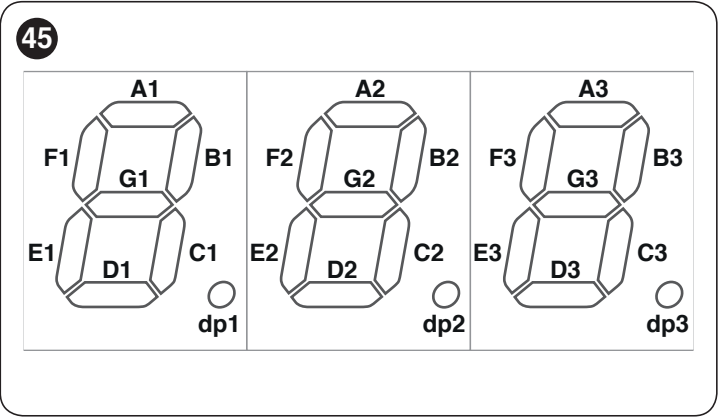 45
A1 A2 A3
F1 B1 F2 B2 F3 B3
G1 G2 G3
E1 C1 E2 C2 E3 C3
D1 D2 D3
dp1 dp2 dp3